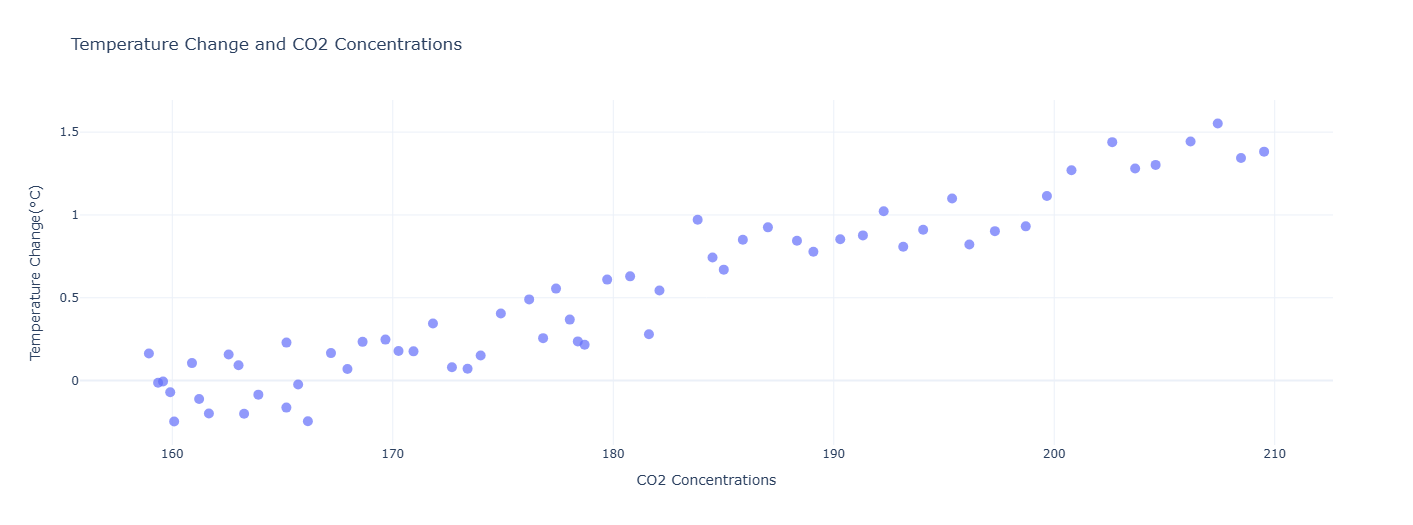 Temperature Change and CO2 Concentrations
Temperature Change(°C)
1.5
1
0.5
0
160 170 180 190 200 210
CO2 Concentrations